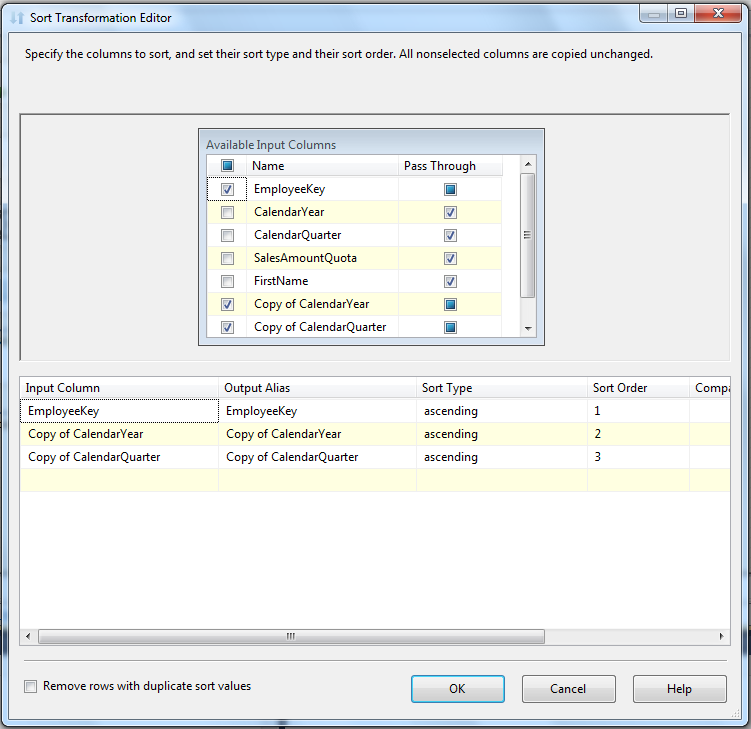 Sort Transformation Editor
Specify the columns to sort, and set their sort type and their sort order. All nonselected columns are copied unchanged.
Available Input Columns
Name Pass Through
EmployeeKey
CalendarYear
CalendarQuarter
SalesAmountQuota
FirstName
Copy of CalendarYear
Copy of CalendarQuarter
Input Column Output Alias Sort Type Sort Order Compa
EmployeeKey EmployeeKey ascending 1
Copy of CalendarYear Copy of CalendarYear ascending 2
Copy of CalendarQuarter Copy of CalendarQuarter ascending 3
Remove rows with duplicate sort values
OK Cancel Help